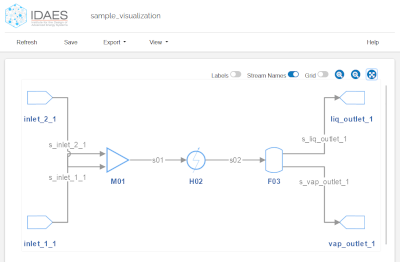 IDAES
sample_visualization
Refresh
Save
Export
View
Help
Labels
Stream Names
Grid
inlet_2_1
liq_outlet_1
s_inlet_2_1
s_liq_outlet_1
s01
s02
s_inlet_1_1
s_vap_outlet_1
M01
H02
F03
inlet_1_1
vap_outlet_1